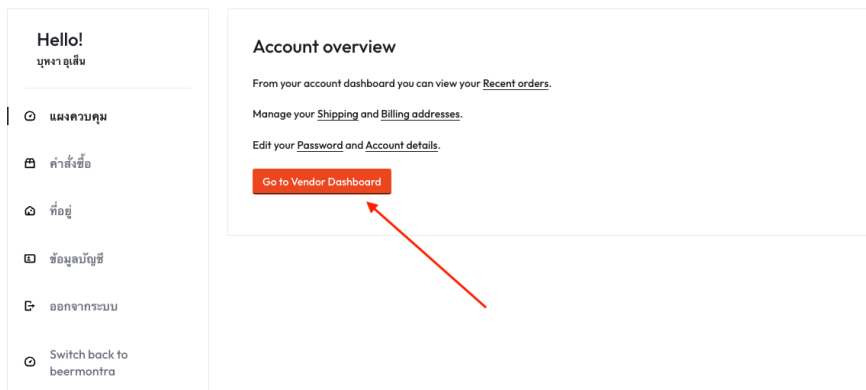 Hello!
บุหงา อุเส็น
แผงควบคุม
คำสั่งซื้อ
ที่อยู่
ข้อมูลบัญชี
ออกจากระบบ
Switch back to
beermontra
Account overview
From your account dashboard you can view your Recent orders.
Manage your Shipping and Billing addresses.
Edit your Password and Account details.
Go to Vendor Dashboard